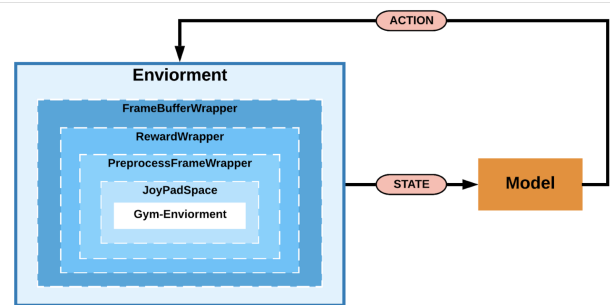 ACTION
Enviorment
FrameBufferWrapper
RewardWrapper
PreprocessFrameWrapper
JoyPadSpace
Gym-Enviorment
STATE
Model